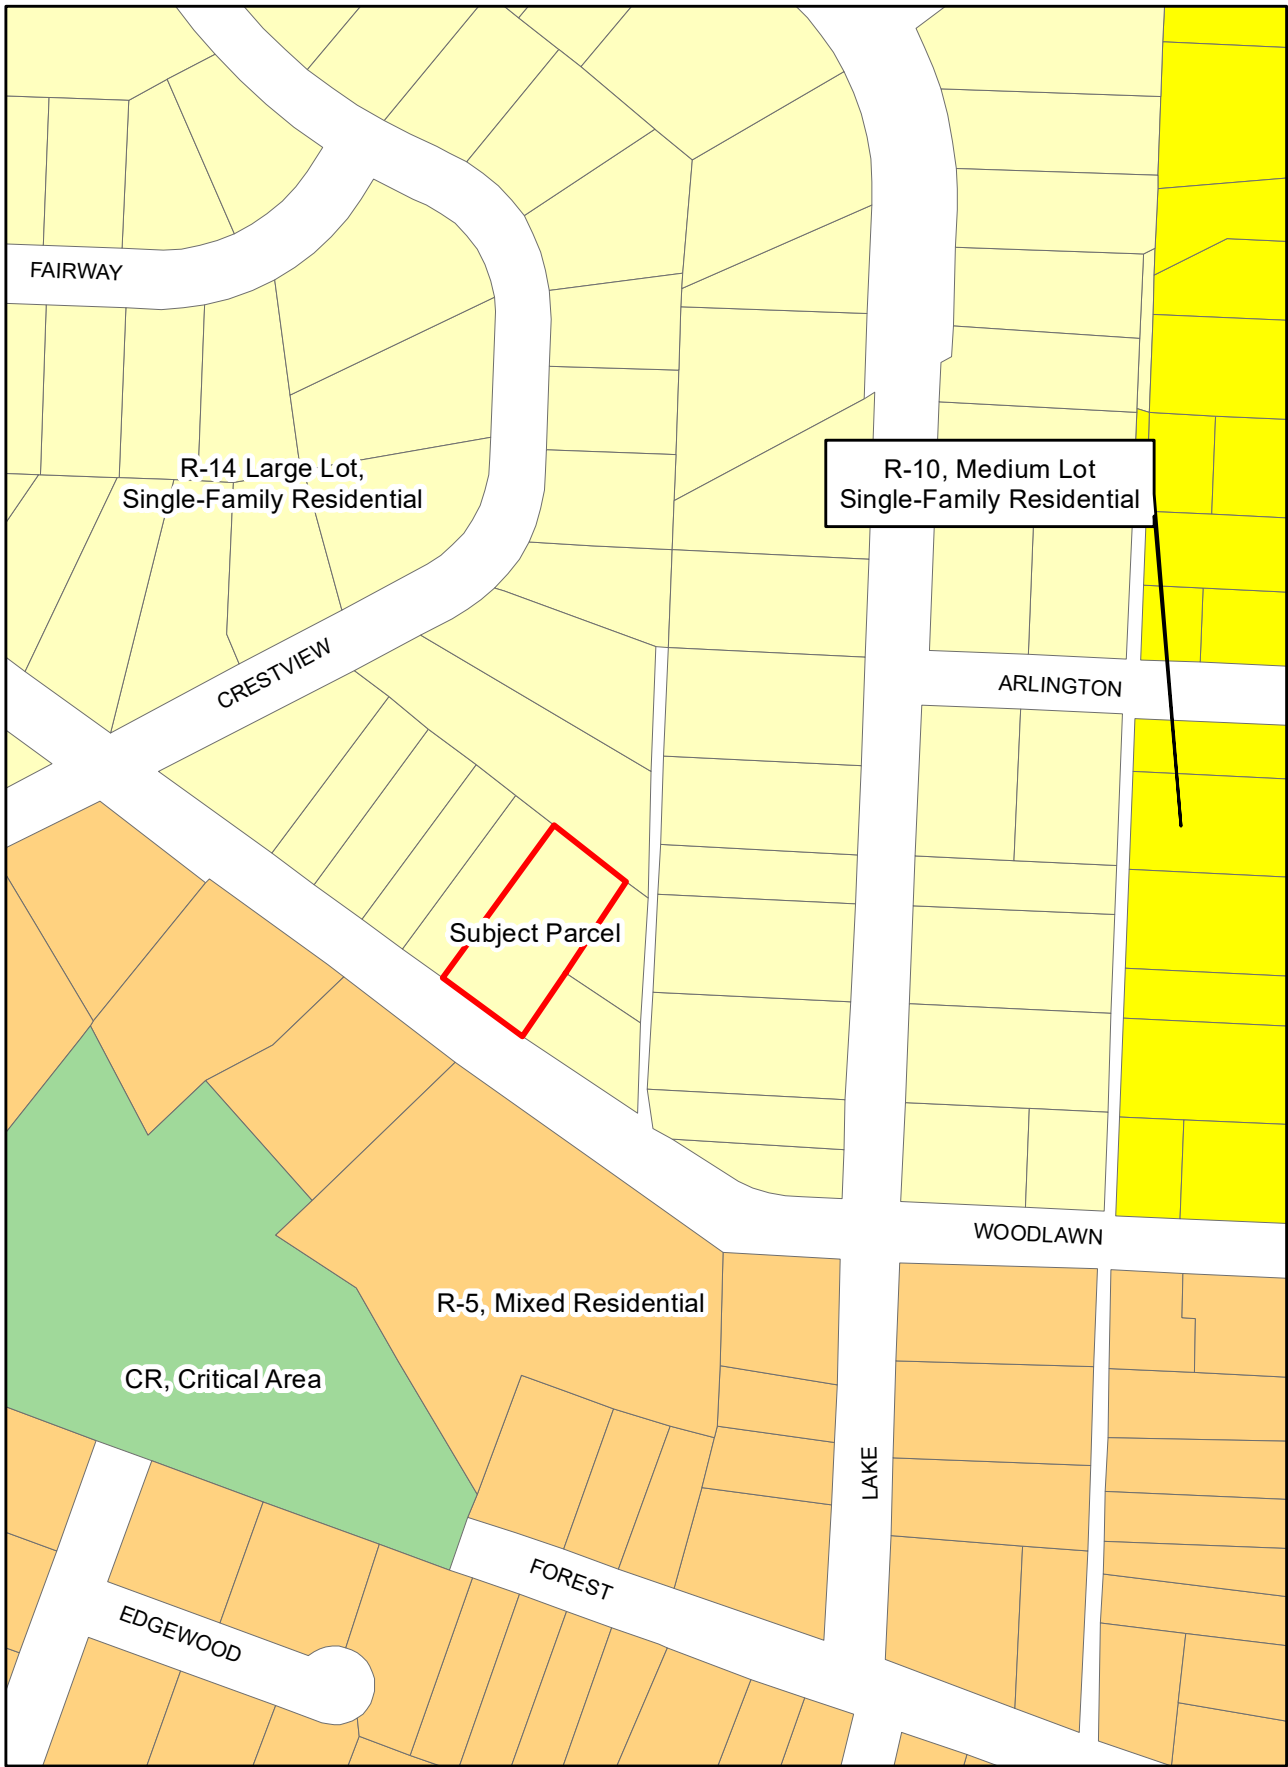 FAIRWAY
R-14 Large Lot,
Single-Family Residential
R-10, Medium Lot
Single-Family Residential
CRESTVIEW
ARLINGTON
Subject Parcel
WOODLAWN
R-5, Mixed Residential
CR, Critical Area
LAKE
FOREST
EDGEWOOD